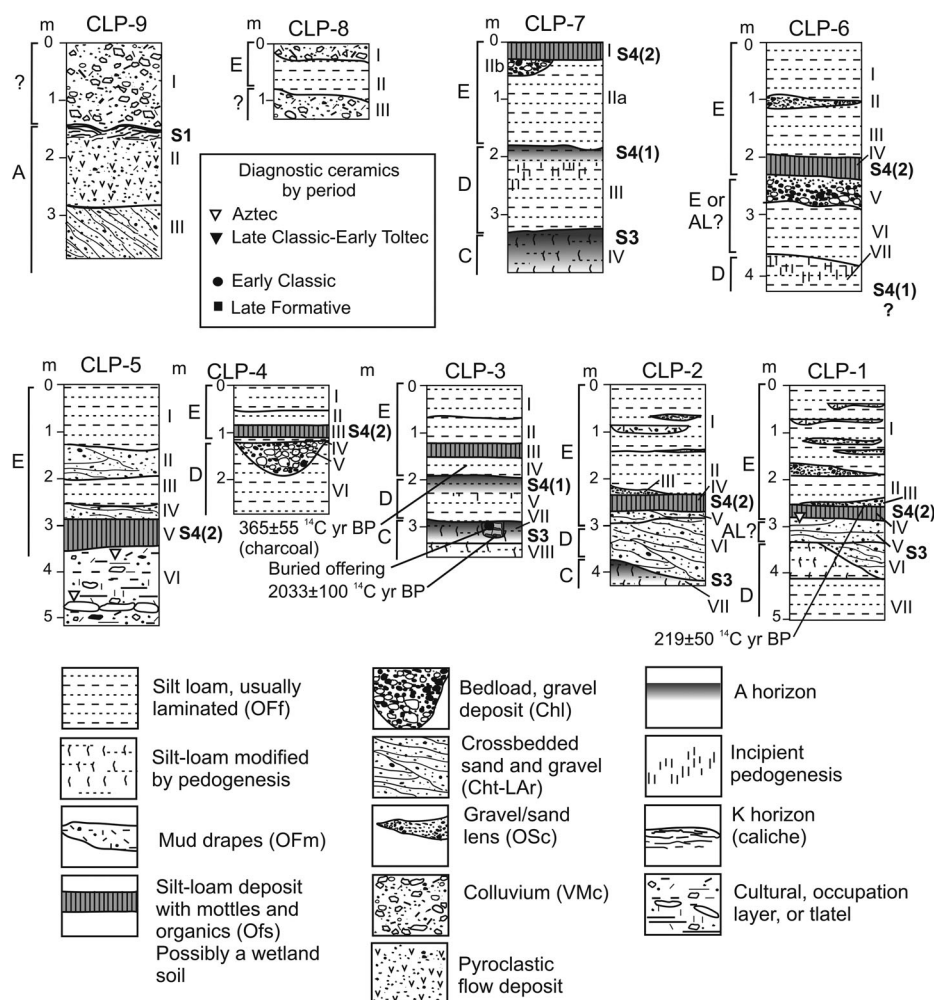 CLP-9
m
0
1
2
3
?
A
I
S1
II
III
CLP-8
m
0
1
E
?
I
II
III
CLP-7
m
0
1
2
3
E
D
C
I
S4(2)
IIb
IIa
S4(1)
III
S3
IV
CLP-6
m
0
1
2
3
4
E
E or
AL?
D
I
II
III
IV
S4(2)
V
VI
VII
S4(1)
?
Diagnostic ceramics
by period
Aztec
Late Classic-Early Toltec
Early Classic
Late Formative
CLP-5
m
0
1
2
3
4
5
E
I
II
III
IV
V S4(2)
VI
CLP-4
m
0
1
2
E
D
I
II
III S4(2)
IV
V
VI
CLP-3
m
0
1
2
3
E
D
C
I
II
III
IV
S4(1)
V
VII
S3
VIII
365±55 ¹⁴C yr BP
(charcoal)
Buried offering
2033±100 ¹⁴C yr BP
CLP-2
m
0
1
2
3
4
E
D
C
I
II
III
IV
S4(2)
V
VI
S3
VII
CLP-1
m
0
1
2
3
4
5
E
AL?
D
I
II
III
S4(2)
IV
V
S3
VI
VII
219±50 ¹⁴C yr BP
Silt loam, usually
laminated (OFf)
Silt-loam modified
by pedogenesis
Mud drapes (OFm)
Silt-loam deposit
with mottles and
organics (Ofs)
Possibly a wetland
soil
Bedload, gravel
deposit (Chl)
Crossbedded
sand and gravel
(Cht-LAr)
Gravel/sand
lens (OSc)
Colluvium (VMc)
Pyroclastic
flow deposit
A horizon
Incipient
pedogenesis
K horizon
(caliche)
Cultural, occupation
layer, or tlatel